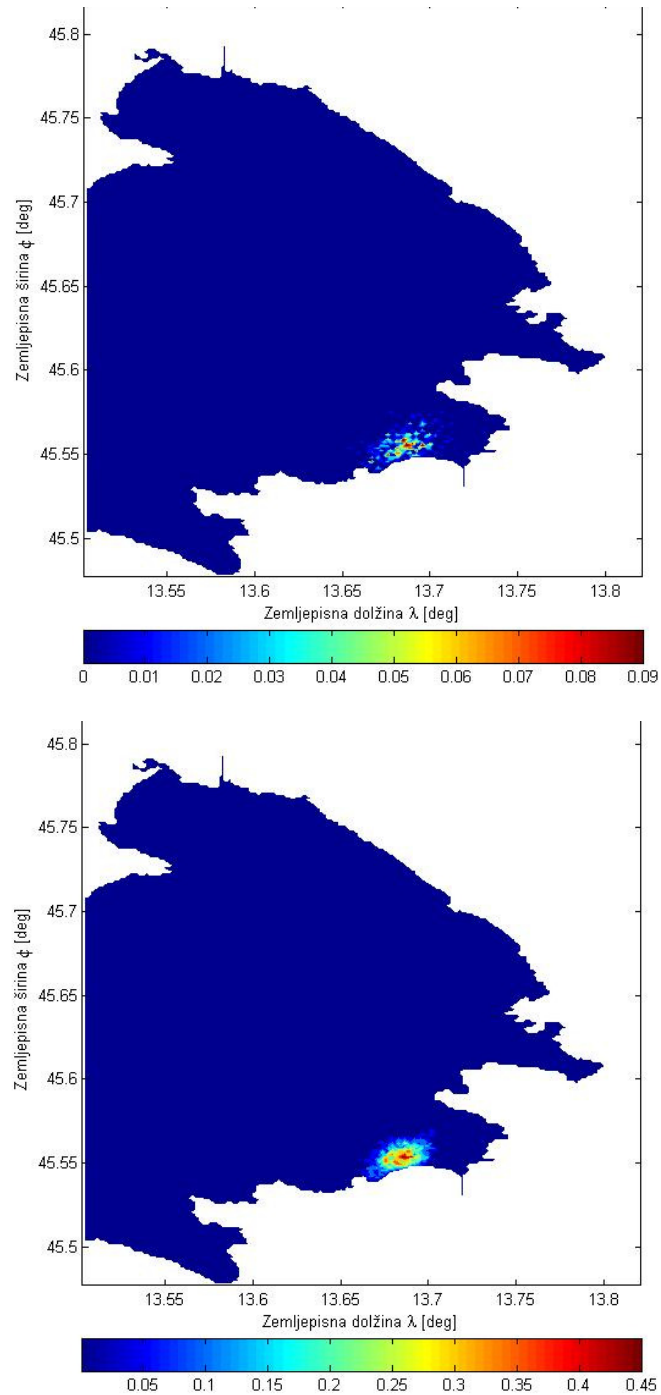 45.8
45.75
45.7
45.65
45.6
45.55
45.5
Zemljepisna širina ϕ [deg]
13.55 13.6 13.65 13.7 13.75 13.8
Zemljepisna dolžina λ [deg]
0 0.01 0.02 0.03 0.04 0.05 0.06 0.07 0.08 0.09
45.8
45.75
45.7
45.65
45.6
45.55
45.5
Zemljepisna širina ϕ [deg]
13.55 13.6 13.65 13.7 13.75 13.8
Zemljepisna dolžina λ [deg]
0.05 0.1 0.15 0.2 0.25 0.3 0.35 0.4 0.45